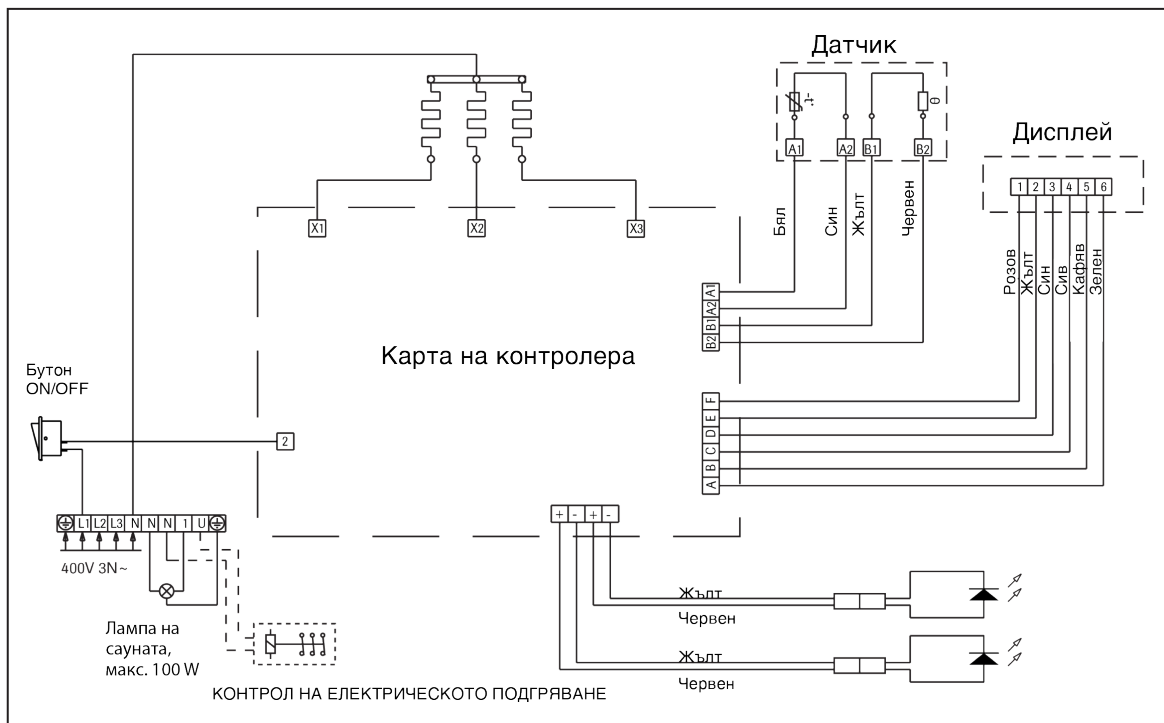 Датчик
-t°
θ
A1 A2 B1 B2
Дисплей
1 2 3 4 5 6
Бял
Син
Жълт
Червен
Розов
Жълт
Син
Сив
Кафяв
Зелен
X1
X2
X3
A1
A2
B1
B2
Карта на контролера
Бутон
ON/OFF
2
F
E
D
C
B
A
L1 L2 L3 N N N 1 U
400V 3N~
+ - + -
Жълт
Червен
Жълт
Червен
Лампа на
сауната,
макс. 100 W
КОНТРОЛ НА ЕЛЕКТРИЧЕСКОТО ПОДГРЯВАНЕ